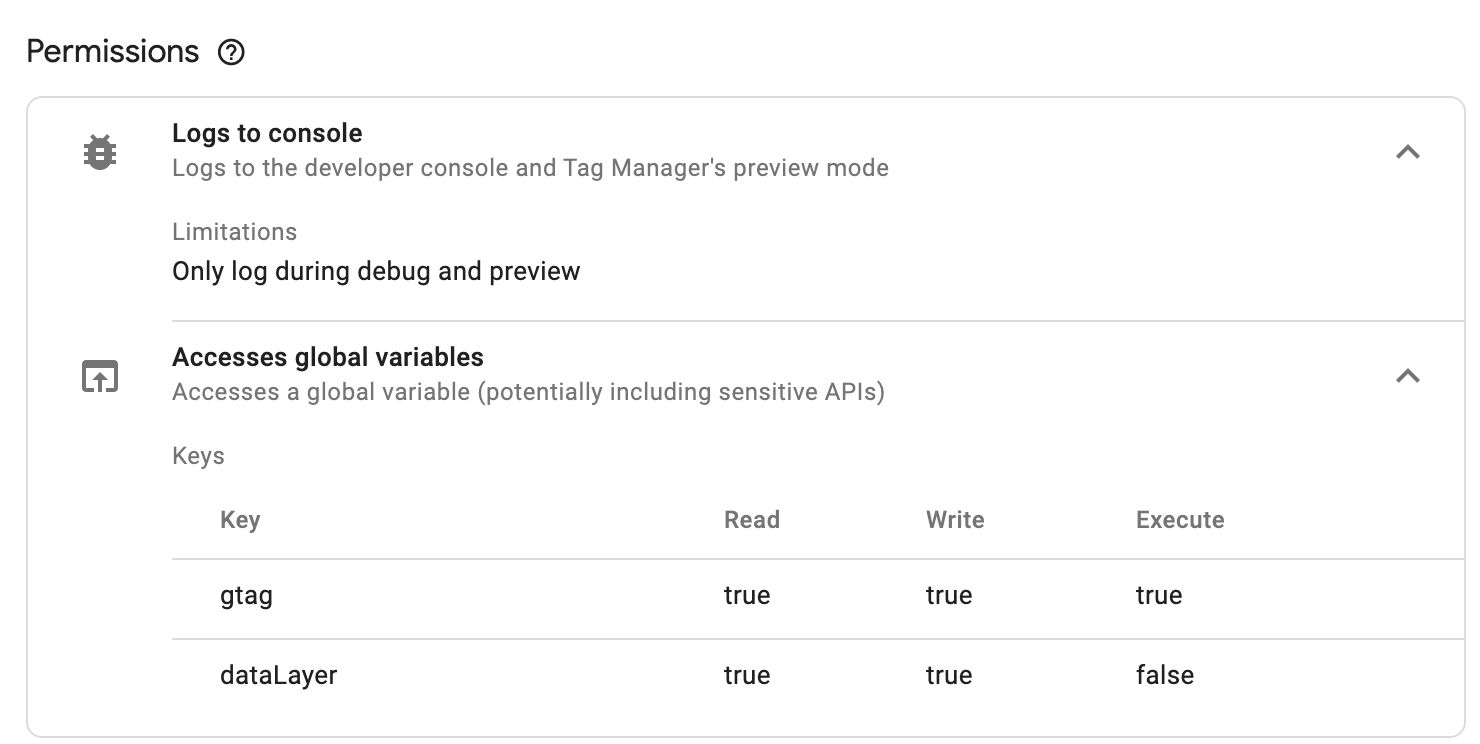 Permissions
Logs to console
Logs to the developer console and Tag Manager's preview mode
Limitations
Only log during debug and preview
Accesses global variables
Accesses a global variable (potentially including sensitive APIs)
Keys
Key Read Write Execute
gtag true true true
dataLayer true true false